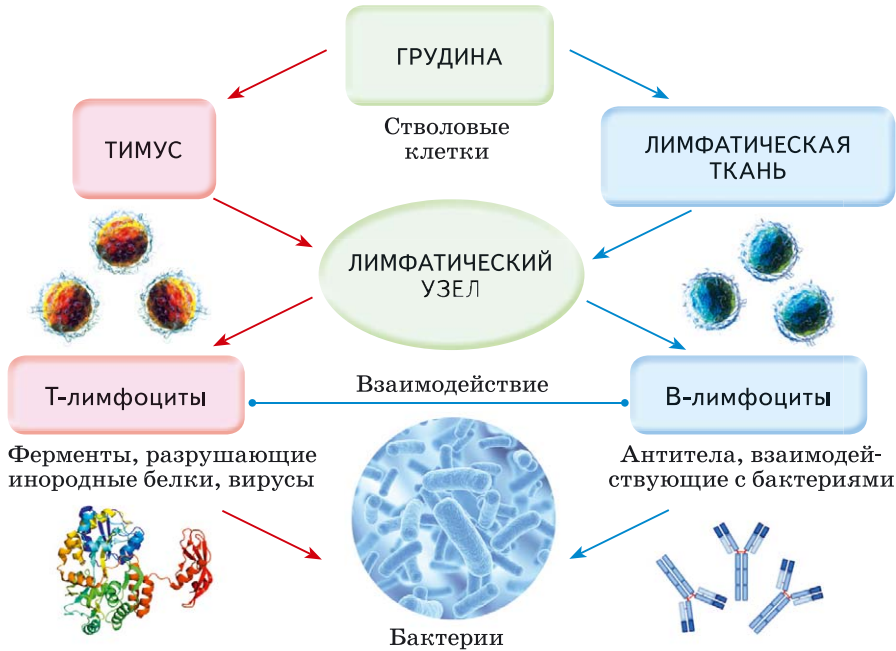 ГРУДИНА
Стволовые
клетки
ТИМУС
ЛИМФАТИЧЕСКАЯ
ТКАНЬ
ЛИМФАТИЧЕСКИЙ
УЗЕЛ
Т-лимфоциты
Взаимодействие
В-лимфоциты
Ферменты, разрушающие
инородные белки, вирусы
Антитела, взаимодей-
ствующие с бактериями
Бактерии